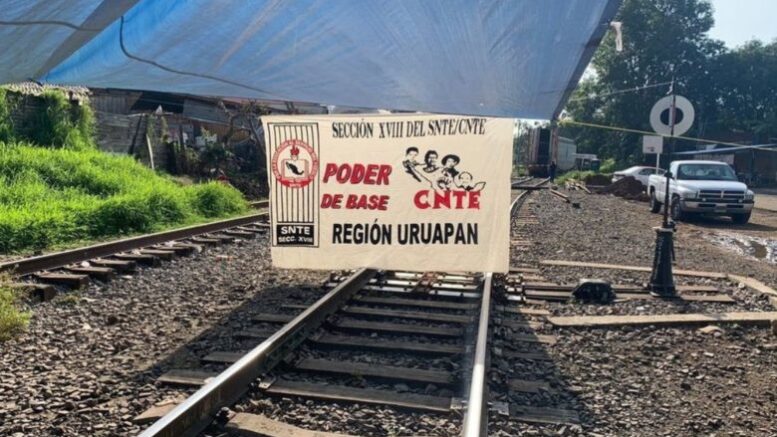 SECCIÓN XVIII DEL SNTE/CNTE
PODER
DE BASE
CNTE
SNTE
SECC. XVIII
REGIÓN URUAPAN